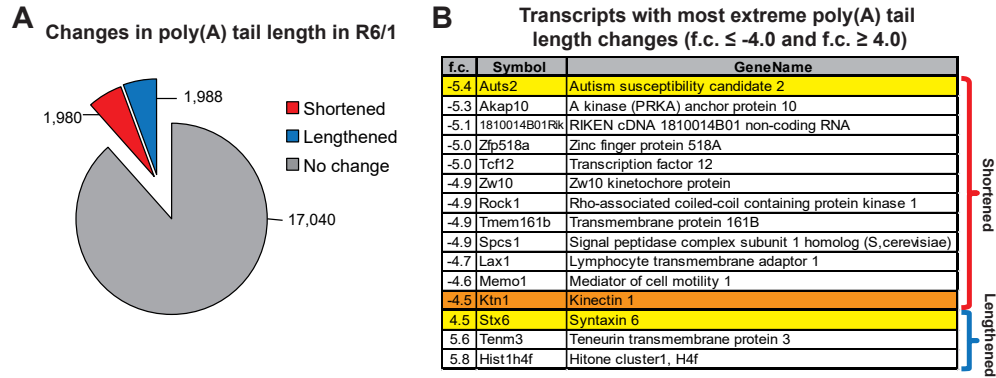 A
Changes in poly(A) tail length in R6/1
1,980
1,988
Shortened
Lengthened
No change
17,040
B
Transcripts with most extreme poly(A) tail
length changes (f.c. ≤ -4.0 and f.c. ≥ 4.0)
f.c. Symbol GeneName
-5.4 Auts2 Autism susceptibility candidate 2
-5.3 Akap10 A kinase (PRKA) anchor protein 10
-5.1 1810014B01Rik RIKEN cDNA 1810014B01 non-coding RNA
-5.0 Zfp518a Zinc finger protein 518A
-5.0 Tcf12 Transcription factor 12
-4.9 Zw10 Zw10 kinetochore protein
-4.9 Rock1 Rho-associated coiled-coil containing protein kinase 1
-4.9 Tmem161b Transmembrane protein 161B
-4.9 Spcs1 Signal peptidase complex subunit 1 homolog (S,cerevisiae)
-4.7 Lax1 Lymphocyte transmembrane adaptor 1
-4.6 Memo1 Mediator of cell motility 1
-4.5 Ktn1 Kinectin 1
4.5 Stx6 Syntaxin 6
5.6 Tenm3 Teneurin transmembrane protein 3
5.8 Hist1h4f Hitone cluster1, H4f
Shortened
Lengthened